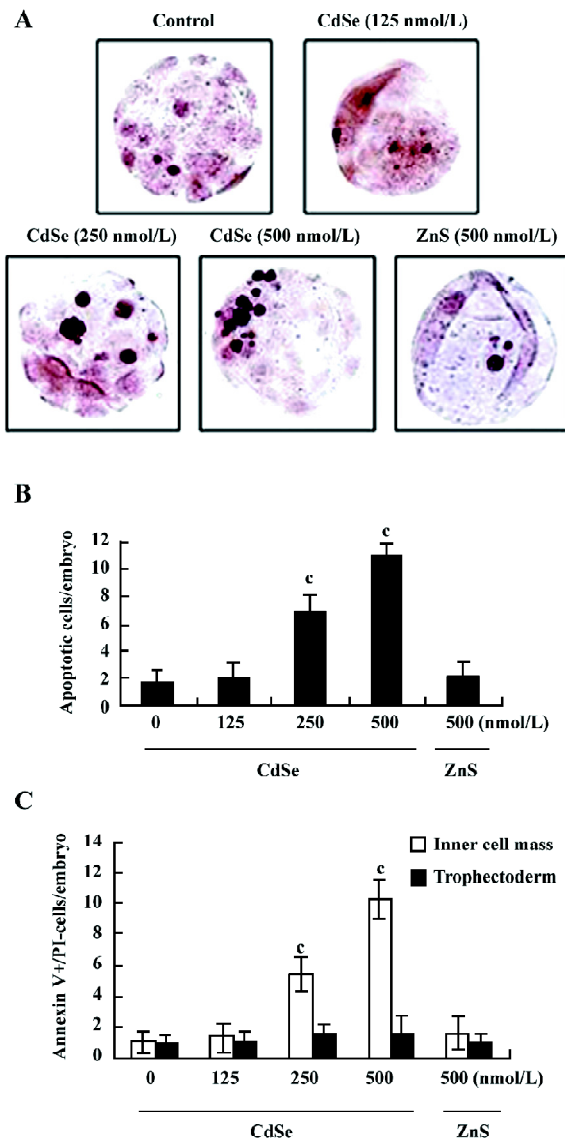 A
Control
CdSe (125 nmol/L)
CdSe (250 nmol/L)
CdSe (500 nmol/L)
ZnS (500 nmol/L)
B
Apoptotic cells/embryo
12
10
8
6
4
2
0
c
c
0
125
250
500
500 (nmol/L)
CdSe
ZnS
C
Annexin V+/PI-cells/embryo
14
12
10
8
6
4
2
0
Inner cell mass
Trophectoderm
c
c
0
125
250
500
500 (nmol/L)
CdSe
ZnS